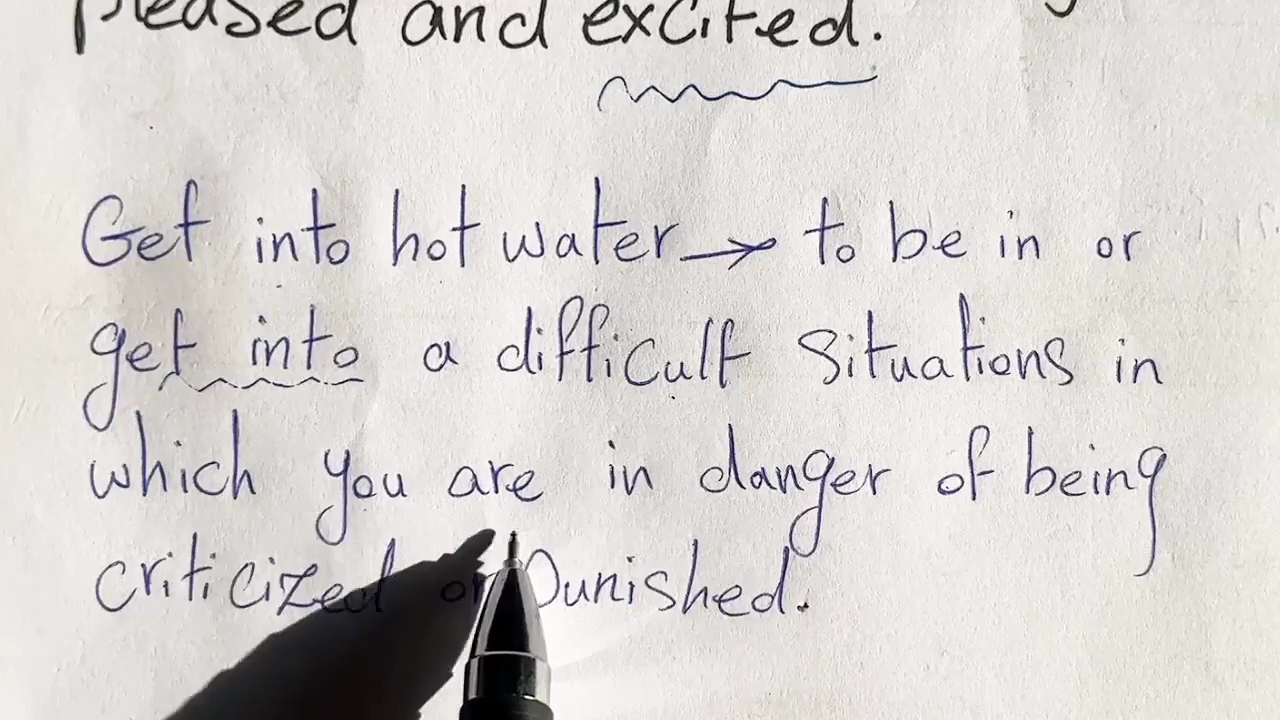 pleased and excited.
Get into hot water → to be in or
get into a difficult situations in
which you are in danger of being
criticized or punished.